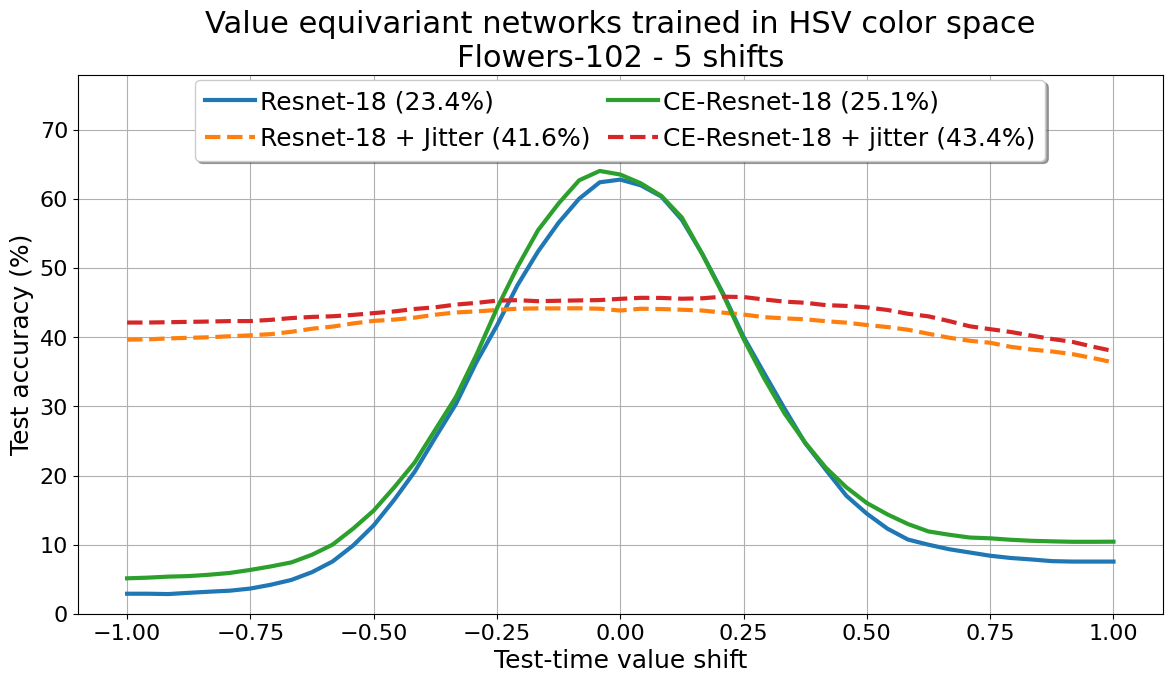 Value equivariant networks trained in HSV color space
Flowers-102 - 5 shifts
Resnet-18 (23.4%)
CE-Resnet-18 (25.1%)
Resnet-18 + Jitter (41.6%)
CE-Resnet-18 + jitter (43.4%)
Test accuracy (%)
70
60
50
40
30
20
10
0
−1.00 −0.75 −0.50 −0.25 0.00 0.25 0.50 0.75 1.00
Test-time value shift